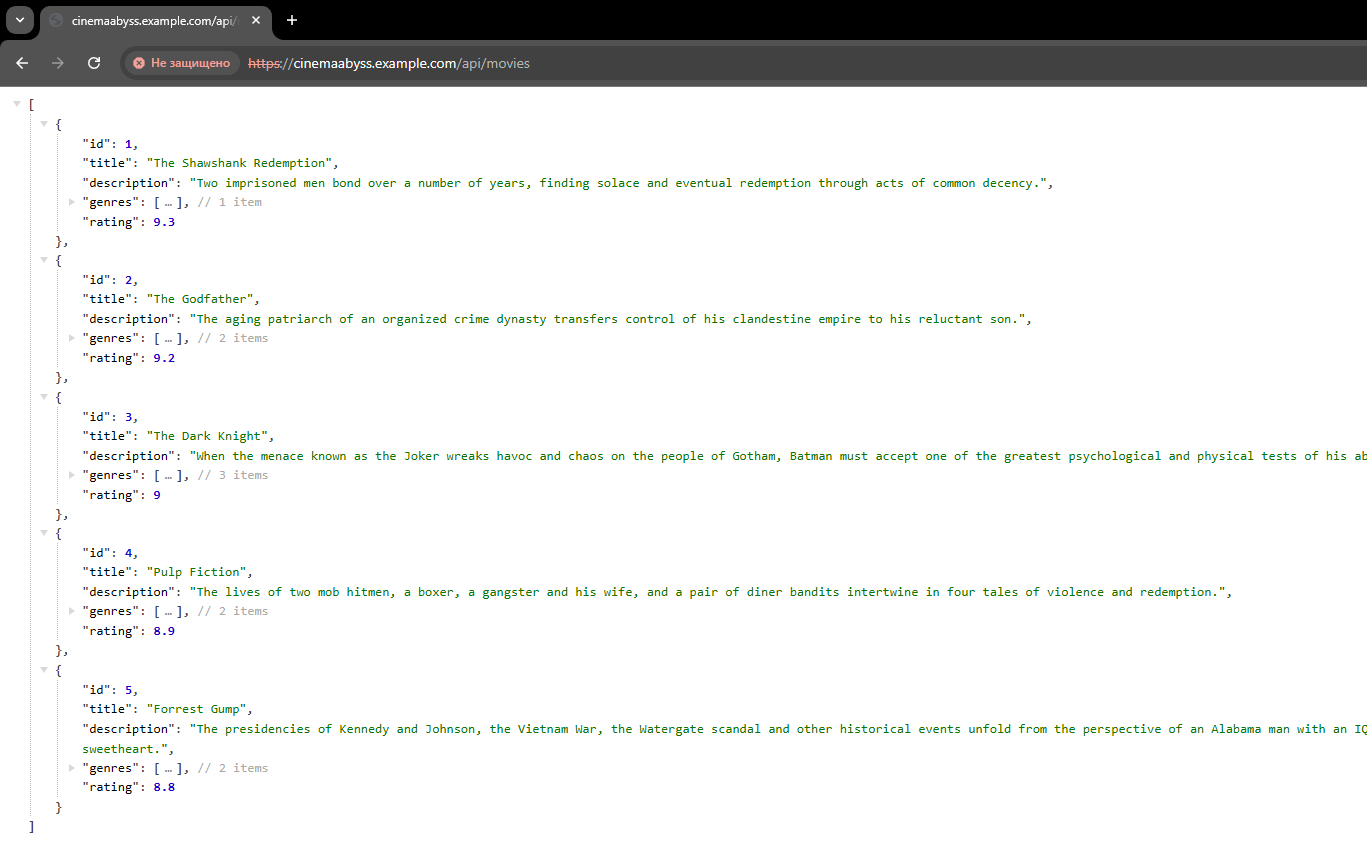 cinemaabyss.example.com/api/
Не защищено https://cinemaabyss.example.com/api/movies
[
{
"id": 1,
"title": "The Shawshank Redemption",
"description": "Two imprisoned men bond over a number of years, finding solace and eventual redemption through acts of common decency.",
"genres": [ … ], // 1 item
"rating": 9.3
},
{
"id": 2,
"title": "The Godfather",
"description": "The aging patriarch of an organized crime dynasty transfers control of his clandestine empire to his reluctant son.",
"genres": [ … ], // 2 items
"rating": 9.2
},
{
"id": 3,
"title": "The Dark Knight",
"description": "When the menace known as the Joker wreaks havoc and chaos on the people of Gotham, Batman must accept one of the greatest psychological and physical tests of his ab
"genres": [ … ], // 3 items
"rating": 9
},
{
"id": 4,
"title": "Pulp Fiction",
"description": "The lives of two mob hitmen, a boxer, a gangster and his wife, and a pair of diner bandits intertwine in four tales of violence and redemption.",
"genres": [ … ], // 2 items
"rating": 8.9
},
{
"id": 5,
"title": "Forrest Gump",
"description": "The presidencies of Kennedy and Johnson, the Vietnam War, the Watergate scandal and other historical events unfold from the perspective of an Alabama man with an IQ
sweetheart.",
"genres": [ … ], // 2 items
"rating": 8.8
}
]